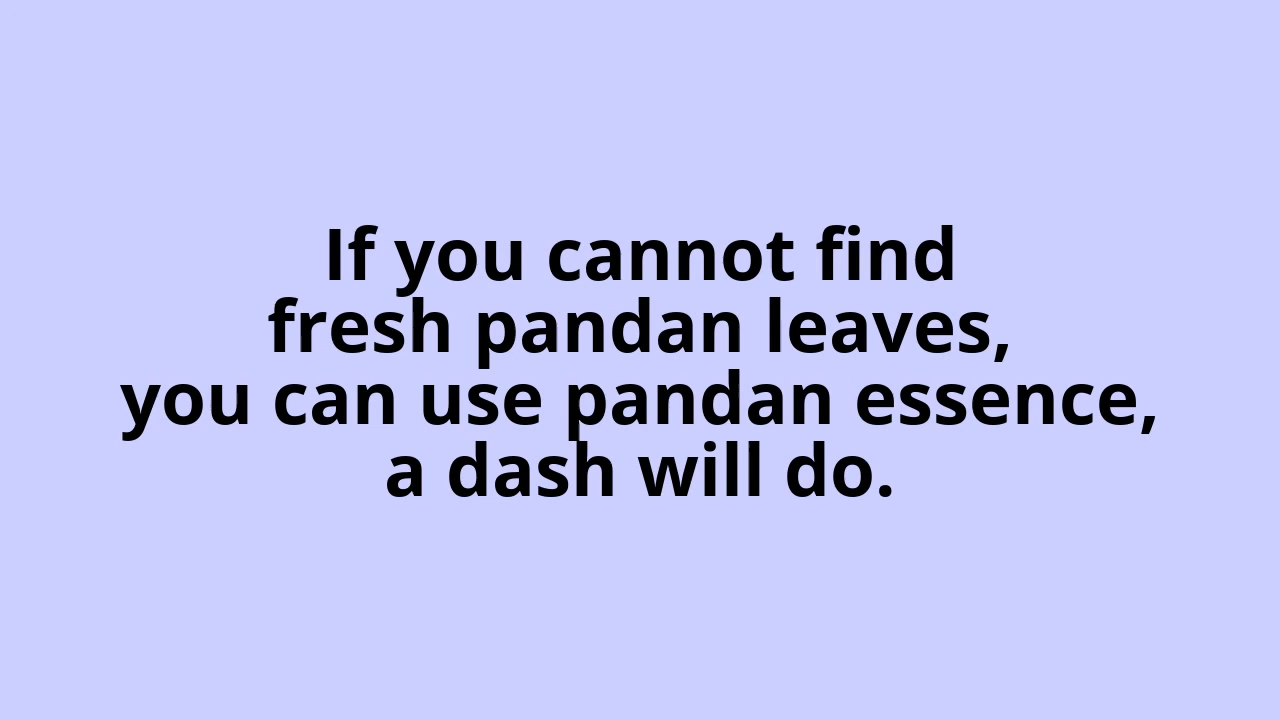 If you cannot find
fresh pandan leaves,
you can use pandan essence,
a dash will do.